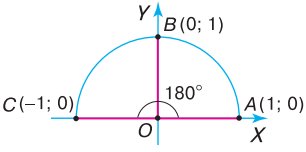 Y
B(0; 1)
180°
C(−1; 0)
A(1; 0)
O
X